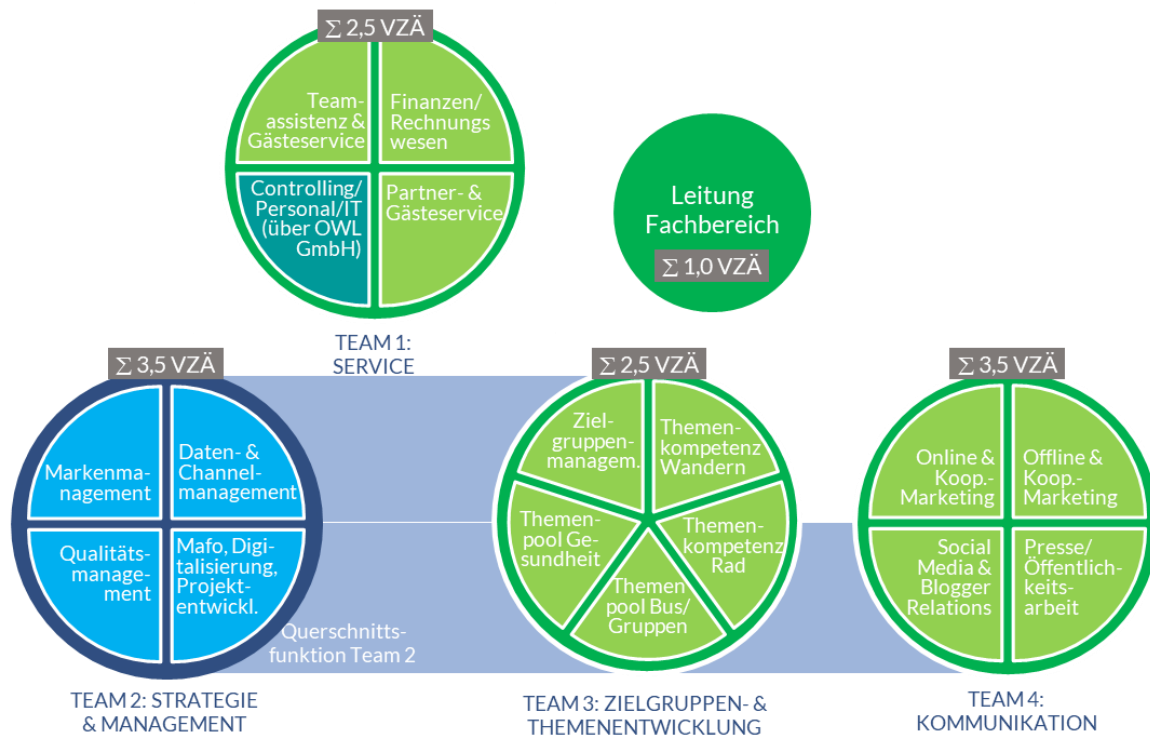 Σ 2,5 VZÄ
Team-
assistenz &
Gästeservice
Finanzen/
Rechnungs
wesen
Controlling/
Personal/IT
(über OWL
GmbH)
Partner- &
Gästeservice
TEAM 1:
SERVICE
Leitung
Fachbereich
Σ 1,0 VZÄ
Σ 3,5 VZÄ
Markenma-
nagement
Daten- &
Channel-
management
Qualitäts-
manage-
ment
Mafo, Digi-
talisierung,
Projekt-
entwickl.
Querschnitts-
funktion Team 2
TEAM 2: STRATEGIE
& MANAGEMENT
Σ 2,5 VZÄ
Ziel-
gruppen-
managem.
Themen-
kompetenz
Wandern
Themen-
pool Ge-
sundheit
Themen-
kompetenz
Rad
Themen
pool Bus/
Gruppen
TEAM 3: ZIELGRUPPEN- &
THEMENENTWICKLUNG
Σ 3,5 VZÄ
Online &
Koop.-
Marketing
Offline &
Koop.-
Marketing
Social
Media &
Blogger
Relations
Presse/
Öffentlich-
keits-
arbeit
TEAM 4:
KOMMUNIKATION